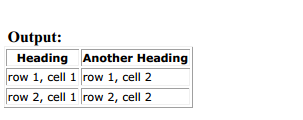 Output:
Heading Another Heading
row 1, cell 1 row 1, cell 2
row 2, cell 1 row 2, cell 2